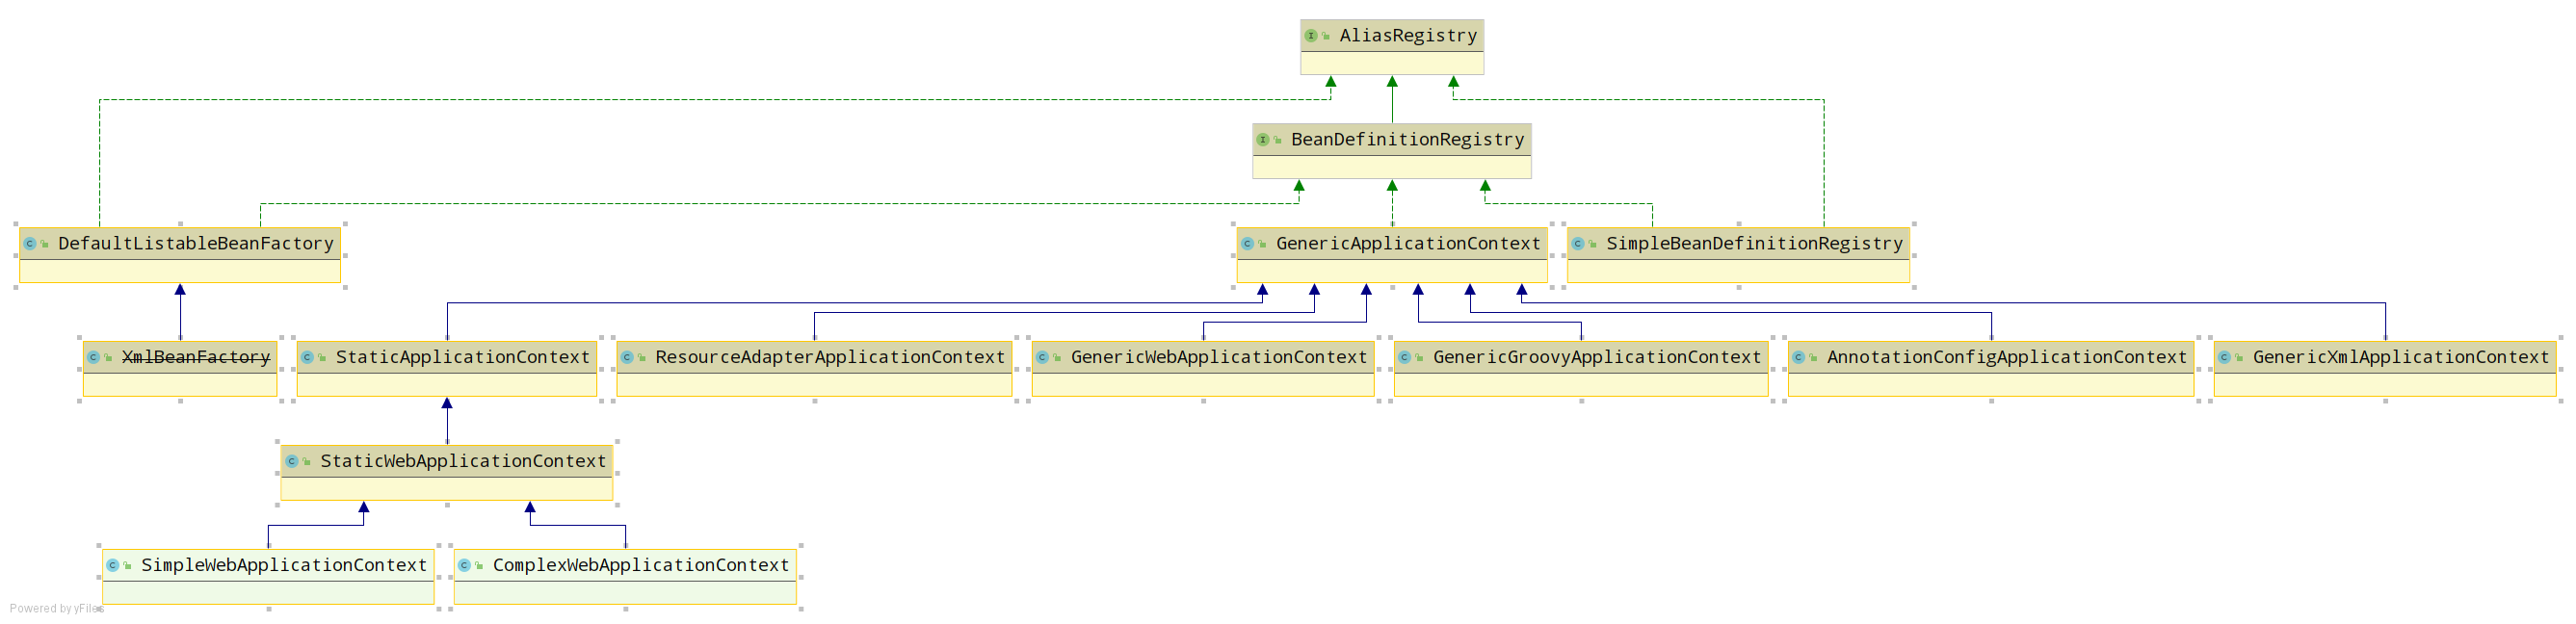 AliasRegistry
BeanDefinitionRegistry
DefaultListableBeanFactory
GenericApplicationContext
SimpleBeanDefinitionRegistry
XmlBeanFactory
StaticApplicationContext
ResourceAdapterApplicationContext
GenericWebApplicationContext
GenericGroovyApplicationContext
AnnotationConfigApplicationContext
GenericXmlApplicationContext
StaticWebApplicationContext
SimpleWebApplicationContext
ComplexWebApplicationContext
Powered by yFiles